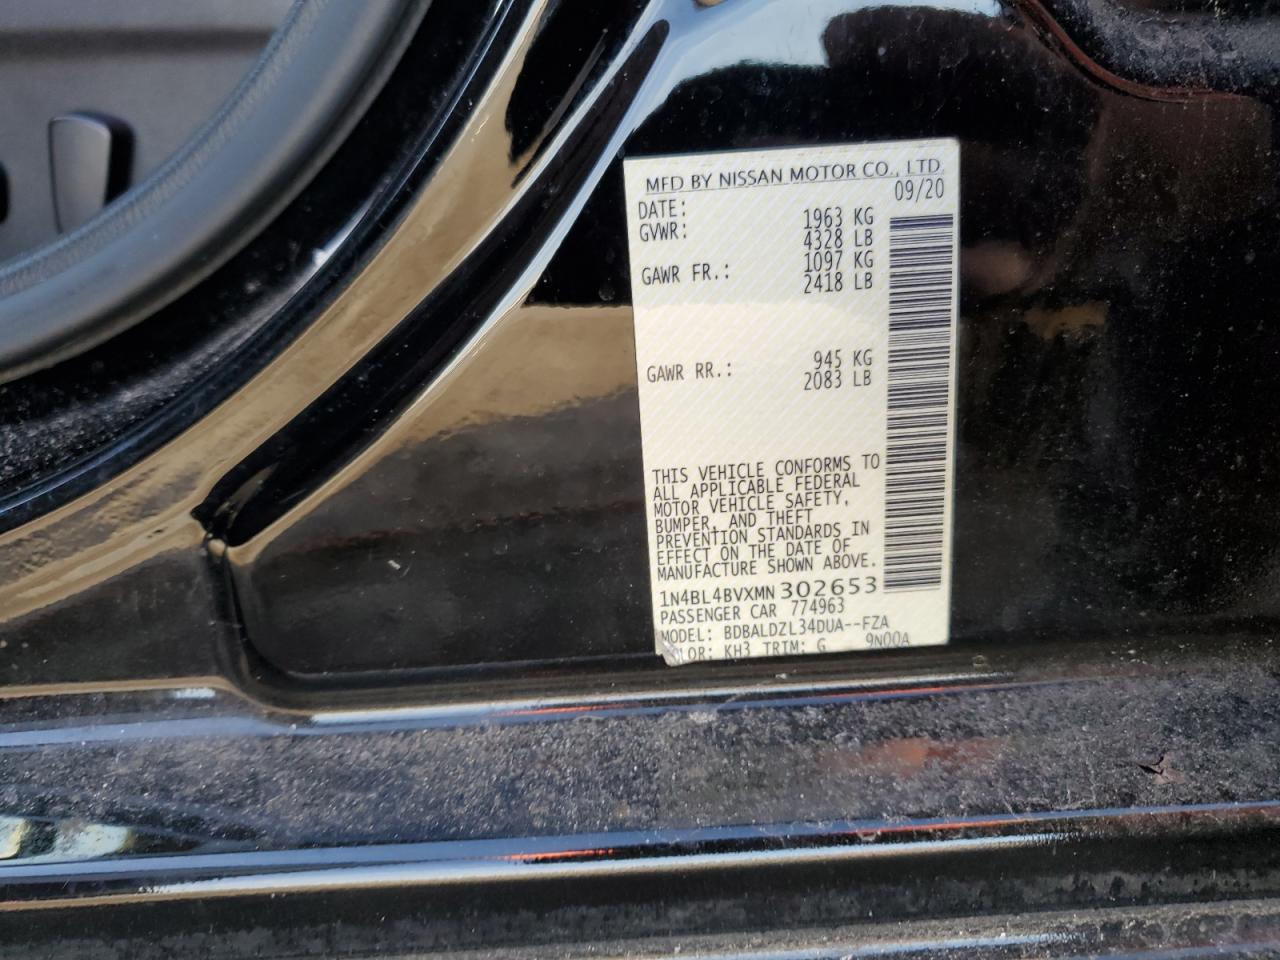 MFD BY NISSAN MOTOR CO., LTD.
DATE: 09/20
GVWR: 1963 KG
4328 LB
GAWR FR.: 1097 KG
2418 LB
GAWR RR.: 945 KG
2083 LB
THIS VEHICLE CONFORMS TO
ALL APPLICABLE FEDERAL
MOTOR VEHICLE SAFETY,
BUMPER, AND THEFT
PREVENTION STANDARDS IN
EFFECT ON THE DATE OF
MANUFACTURE SHOWN ABOVE.
1N4BL4BVXMN302653
PASSENGER CAR 774963
MODEL: BDBALDZL34DUA--FZA
COLOR: KH3 TRIM: G 9N00A